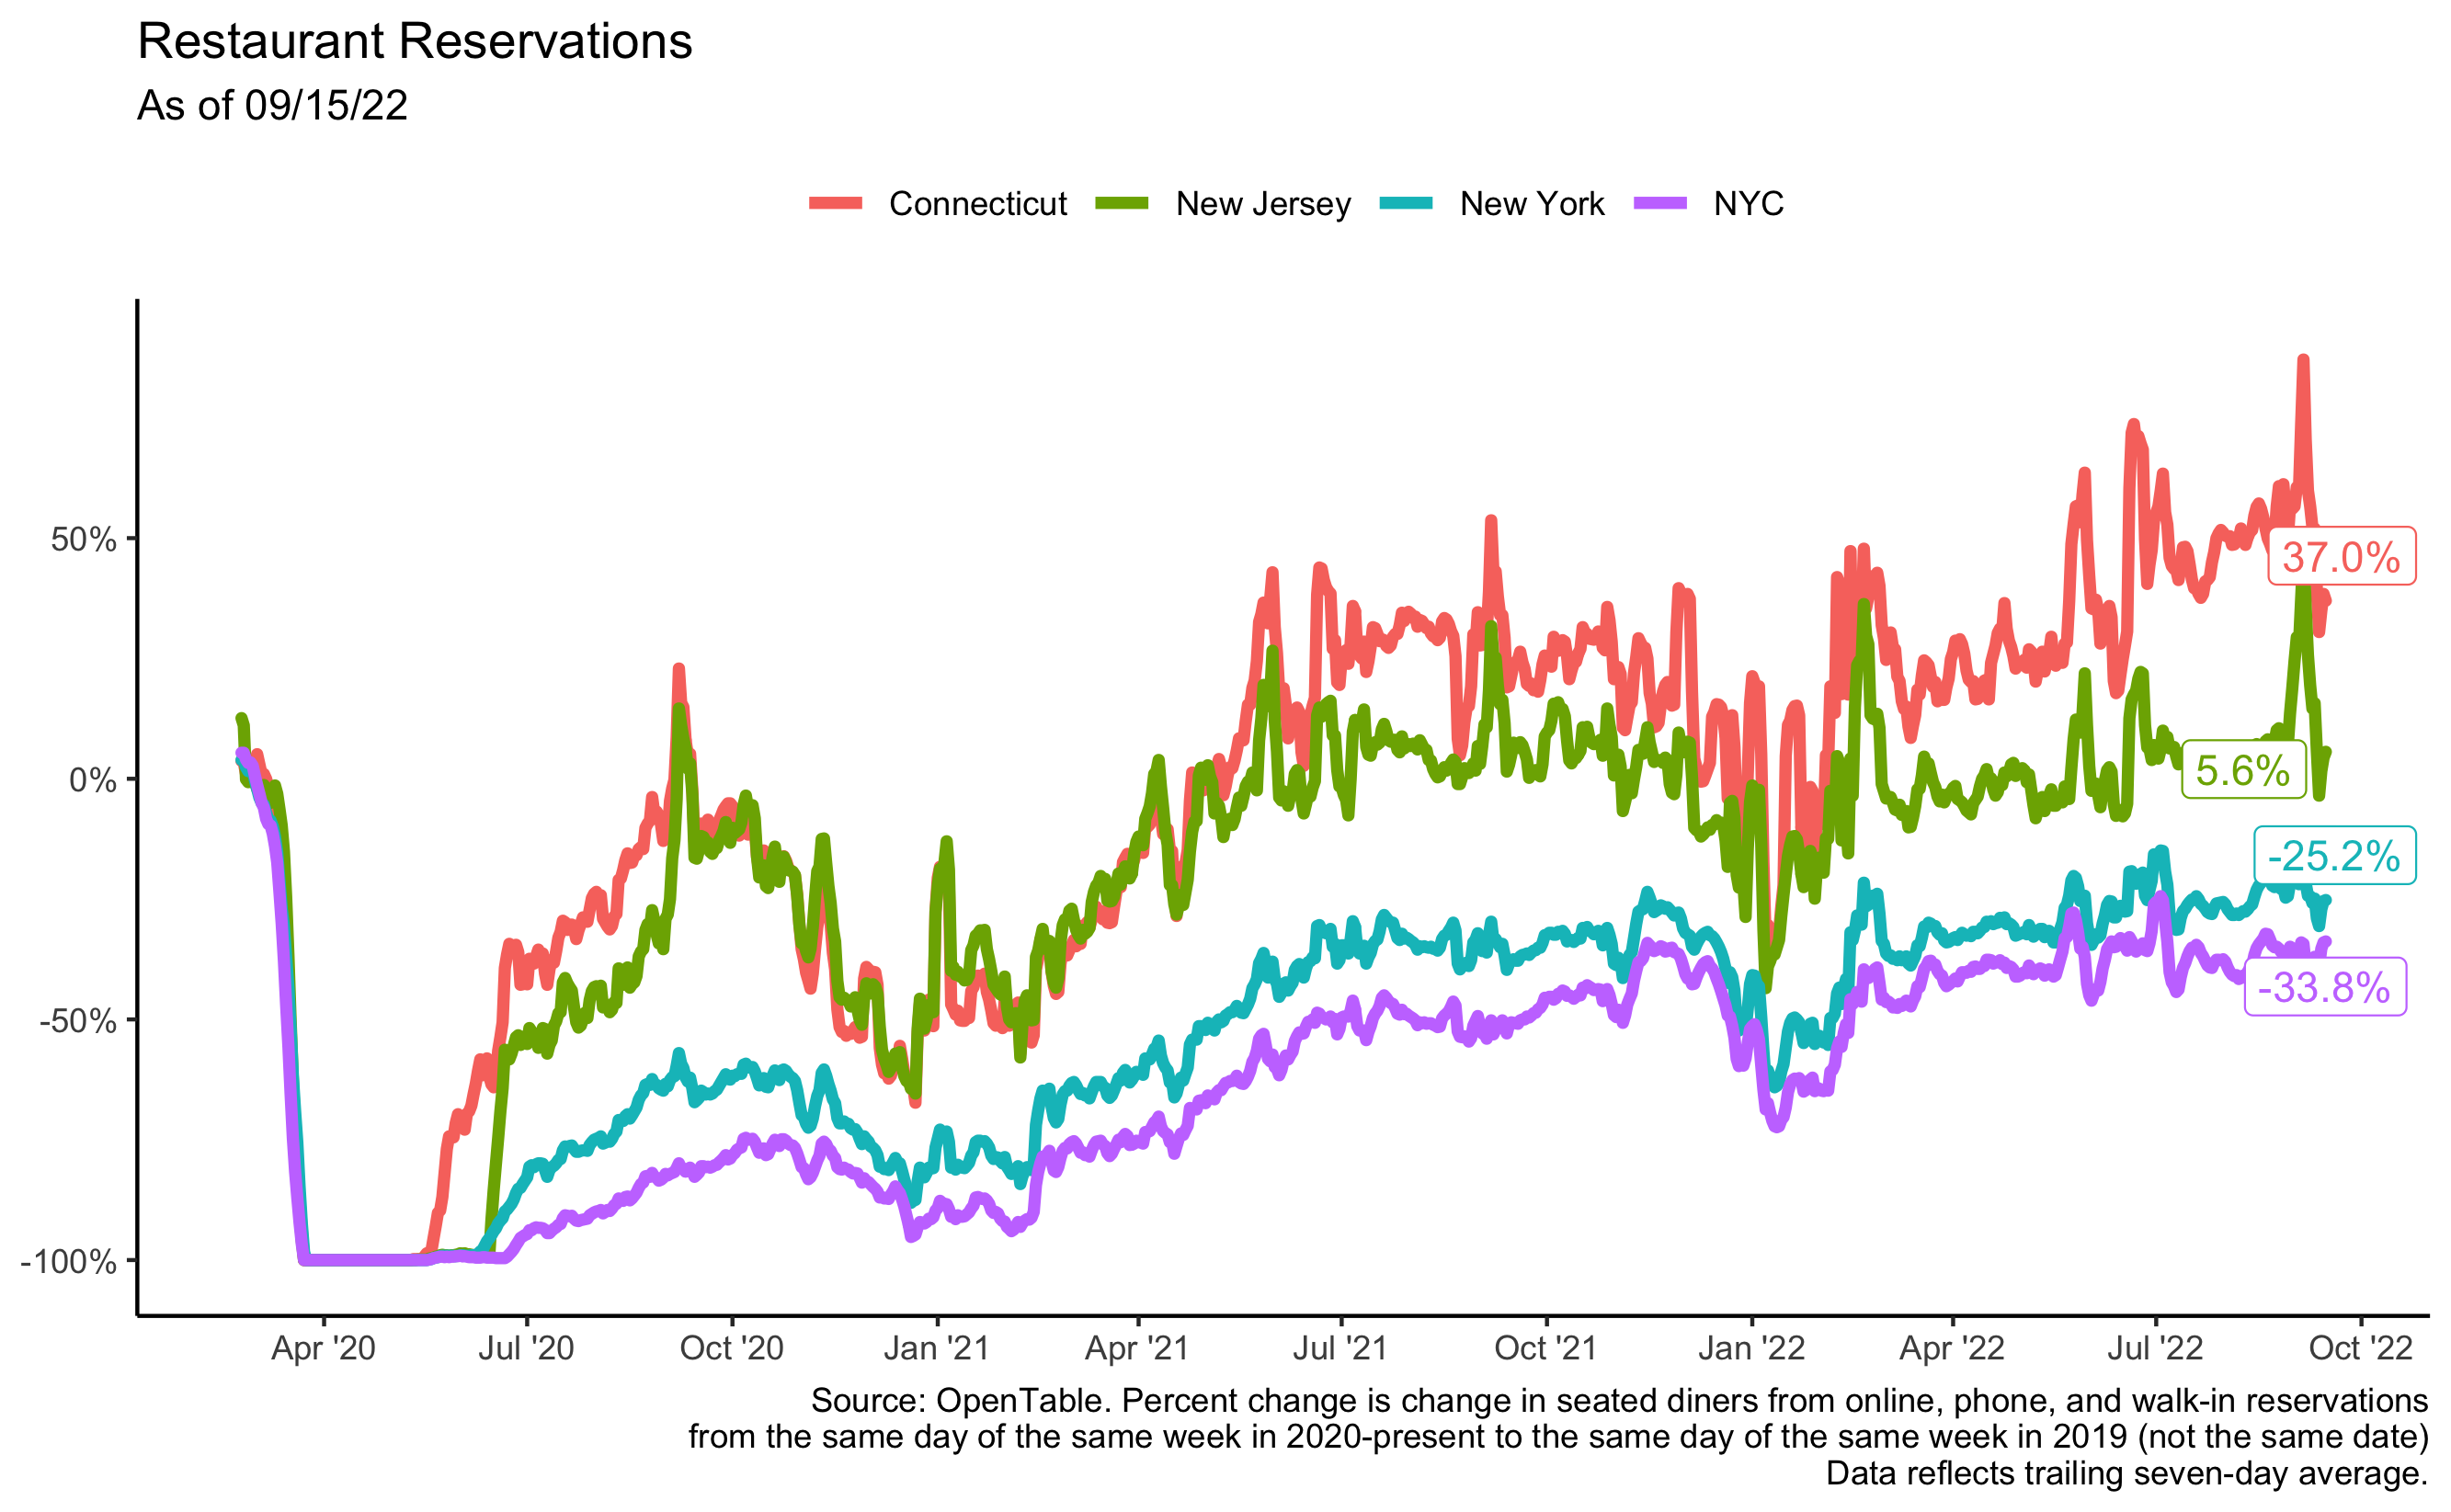 Restaurant Reservations
As of 09/15/22
Connecticut New Jersey New York NYC
50%
0%
-50%
-100%
37.0%
5.6%
-25.2%
-33.8%
Apr '20 Jul '20 Oct '20 Jan '21 Apr '21 Jul '21 Oct '21 Jan '22 Apr '22 Jul '22 Oct '22
Source: OpenTable. Percent change is change in seated diners from online, phone, and walk-in reservations
from the same day of the same week in 2020-present to the same day of the same week in 2019 (not the same date)
Data reflects trailing seven-day average.